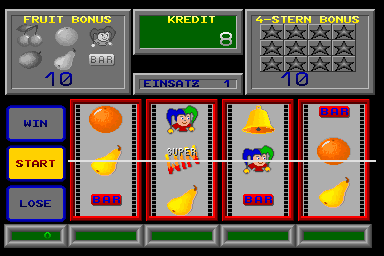 FRUIT BONUS
KREDIT
4-STERN BONUS
8
BAR
10
EINSATZ 1
10
WIN
BAR
START
SUPER
LOSE
BAR
BAR